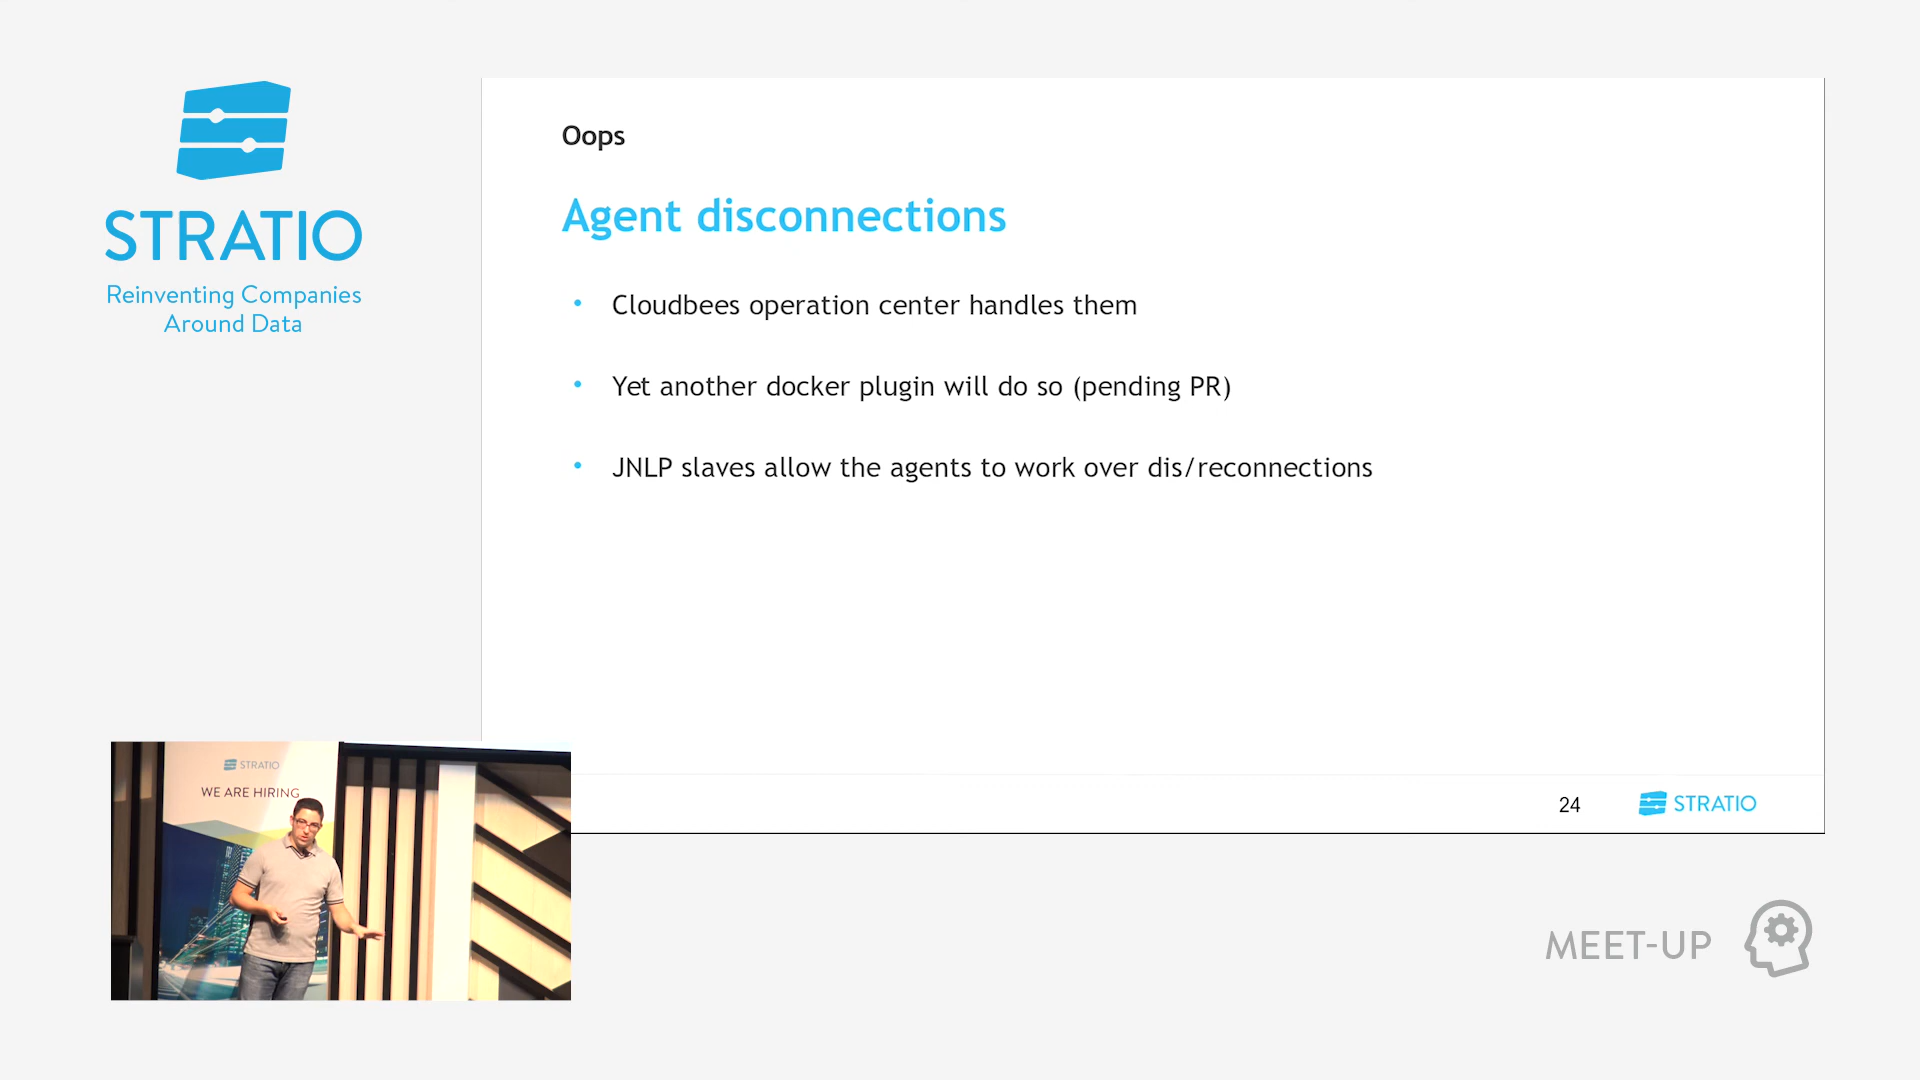 STRATIO
Reinventing Companies
Around Data
Oops
Agent disconnections
• Cloudbees operation center handles them
• Yet another docker plugin will do so (pending PR)
• JNLP slaves allow the agents to work over dis/reconnections
24
STRATIO
STRATIO
WE ARE HIRING
MEET-UP